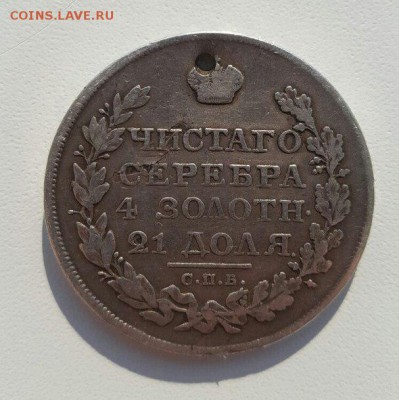 COINS.LAVE.RU
ЧИСТАГО
СЕРЕБРА
4 ЗОЛОТН.
21 ДОЛЯ.
С.П.Б.